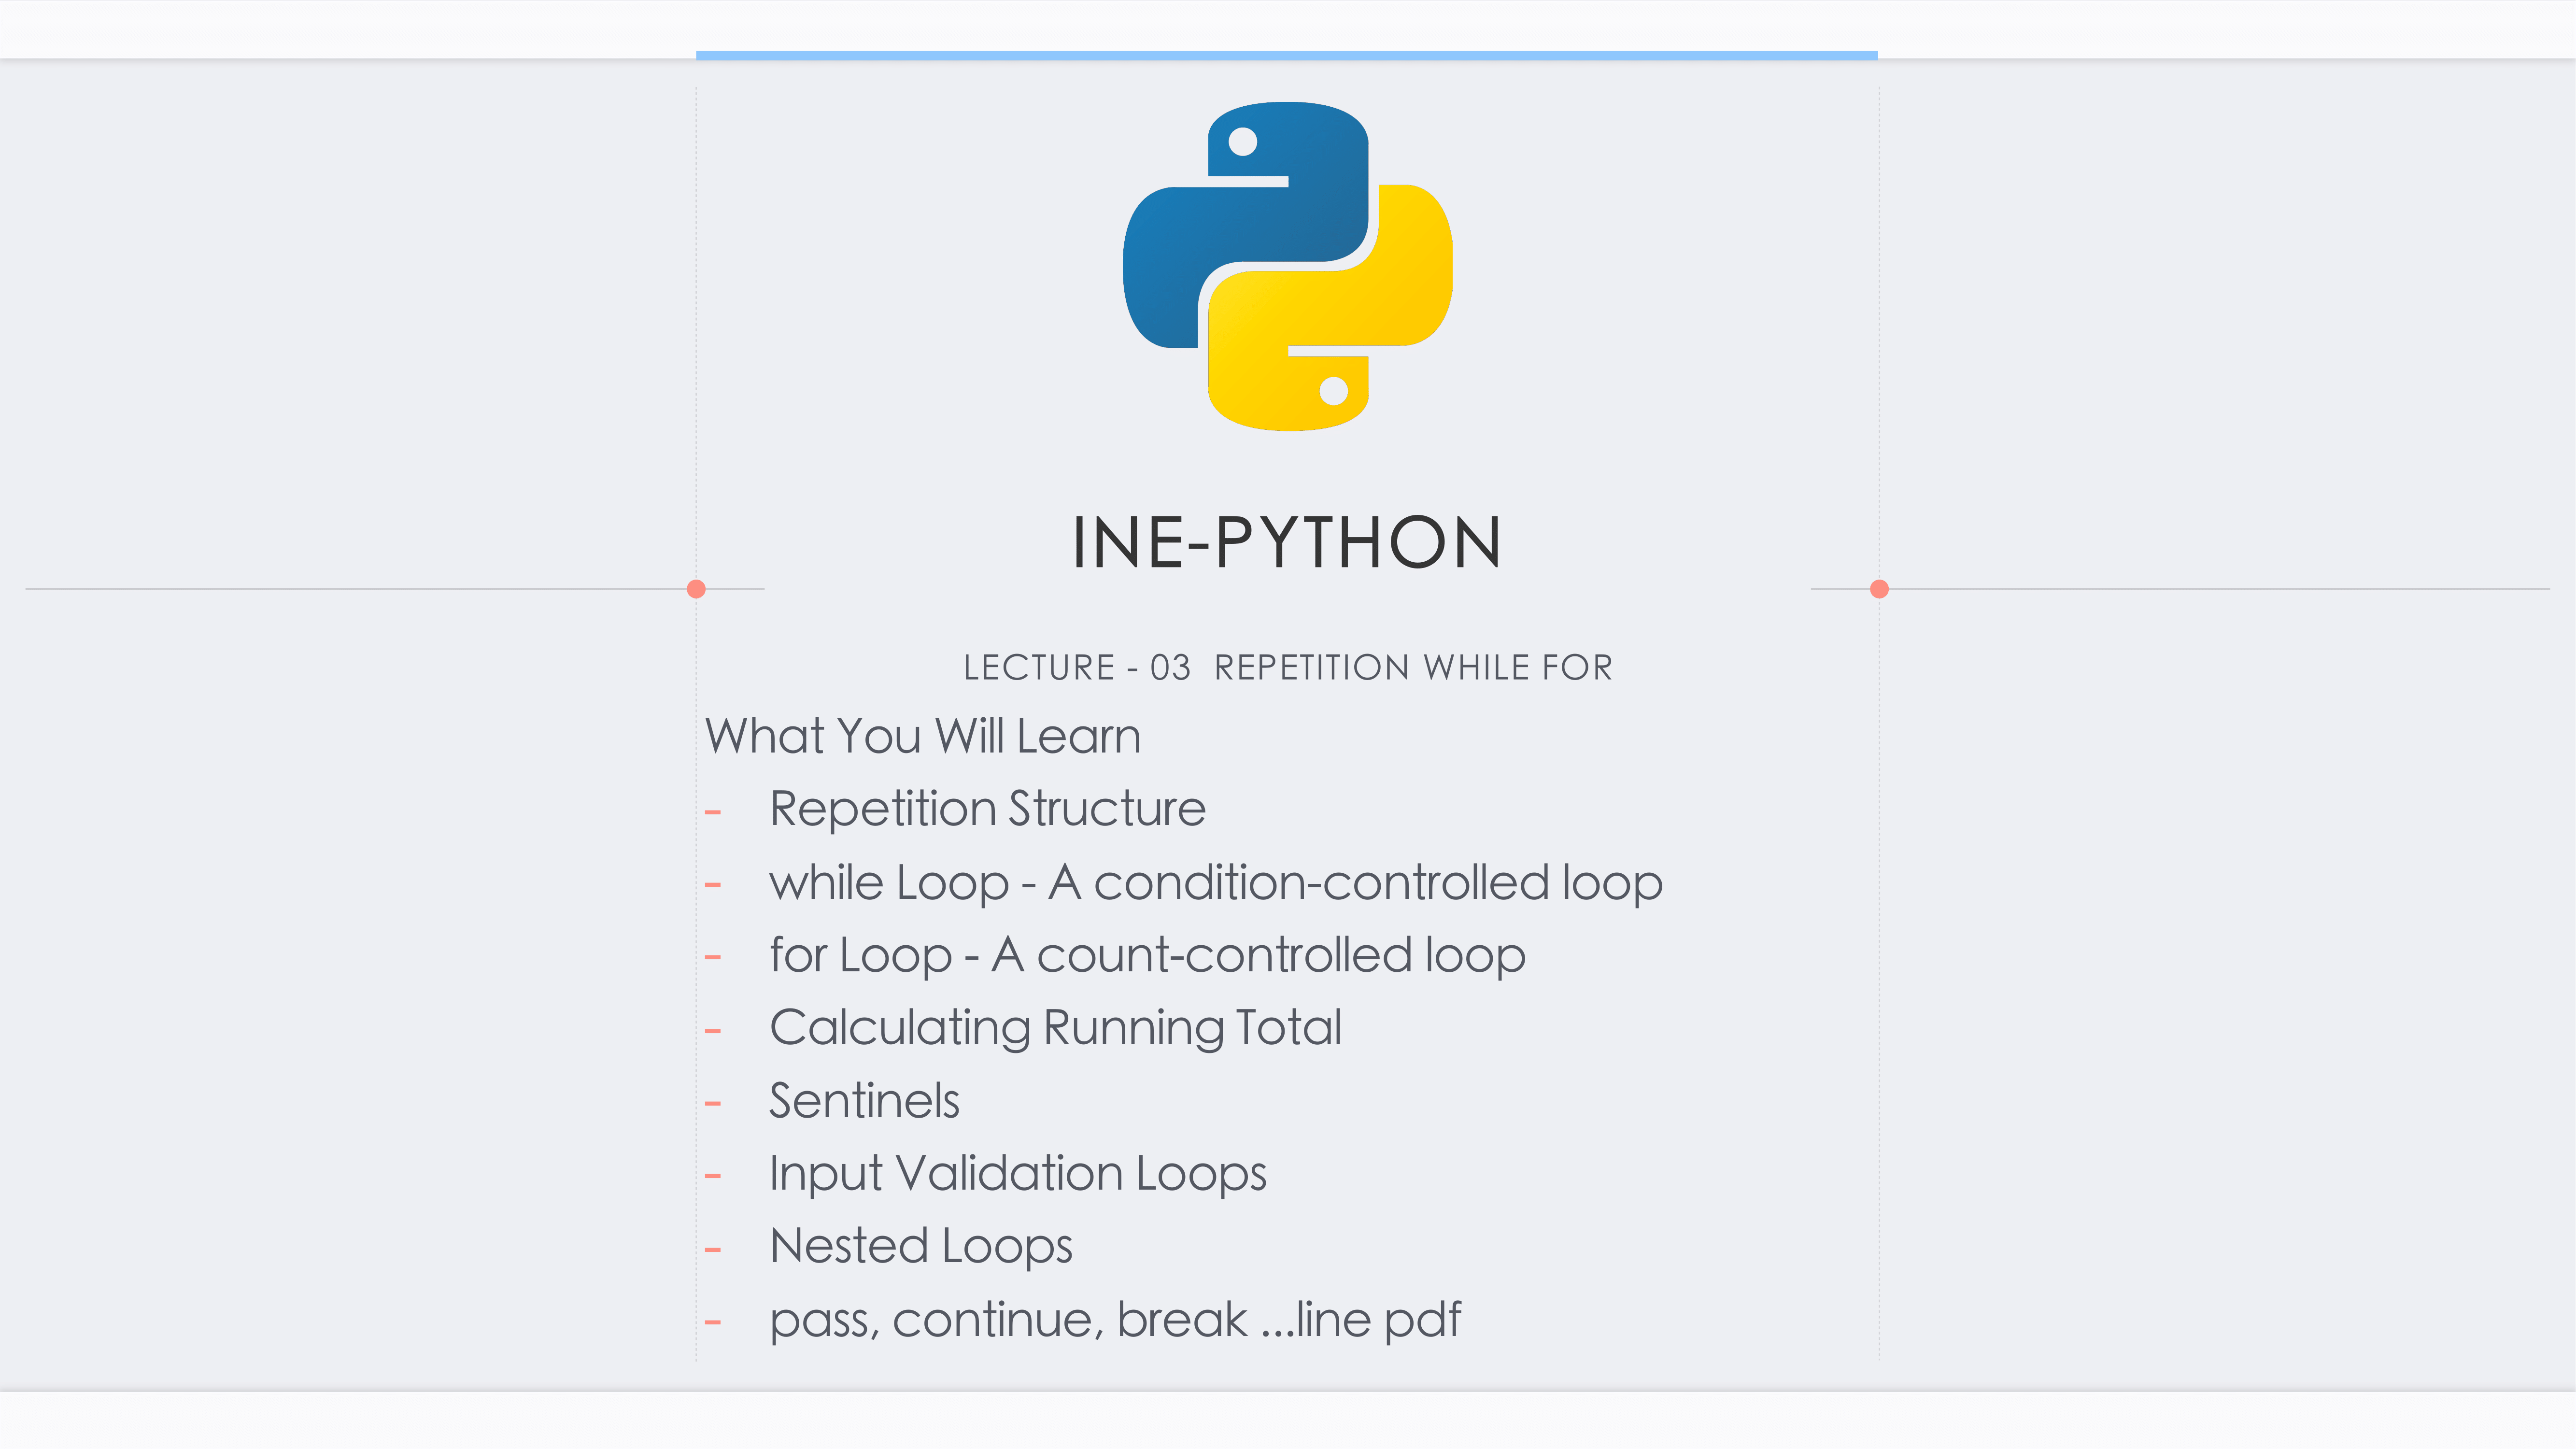 INE-PYTHON
LECTURE - 03  REPETITION WHILE FOR
What You Will Learn
- Repetition Structure
- while Loop - A condition-controlled loop
- for Loop - A count-controlled loop
- Calculating Running Total
- Sentinels
- Input Validation Loops
- Nested Loops
- pass, continue, break ...line pdf